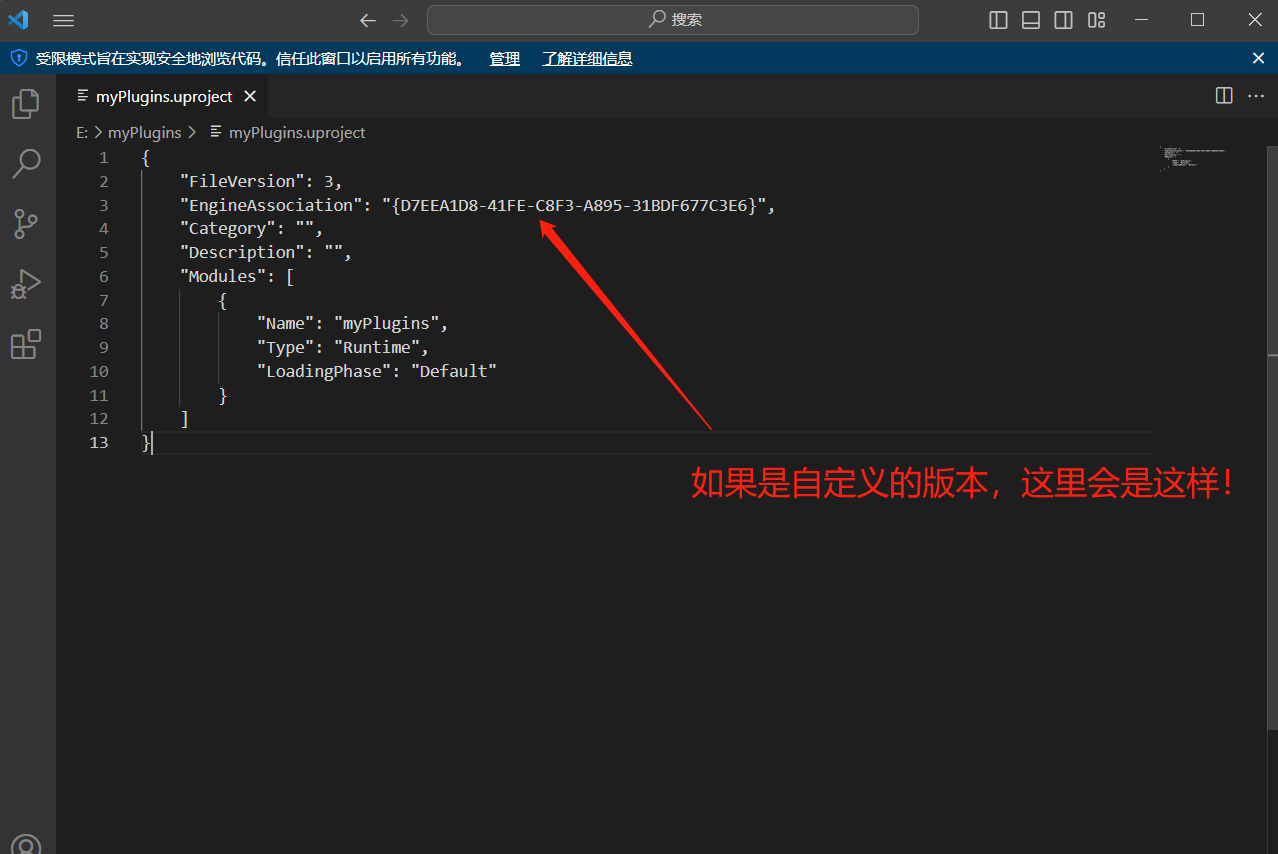 搜索
受限模式旨在实现安全地浏览代码。信任此窗口以启用所有功能。 管理 了解详细信息
myPlugins.uproject
E: > myPlugins > myPlugins.uproject
1 {
2 "FileVersion": 3,
3 "EngineAssociation": "{D7EEA1D8-41FE-C8F3-A895-31BDF677C3E6}",
4 "Category": "",
5 "Description": "",
6 "Modules": [
7 {
8 "Name": "myPlugins",
9 "Type": "Runtime",
10 "LoadingPhase": "Default"
11 }
12 ]
13 }
如果是自定义的版本，这里会是这样！